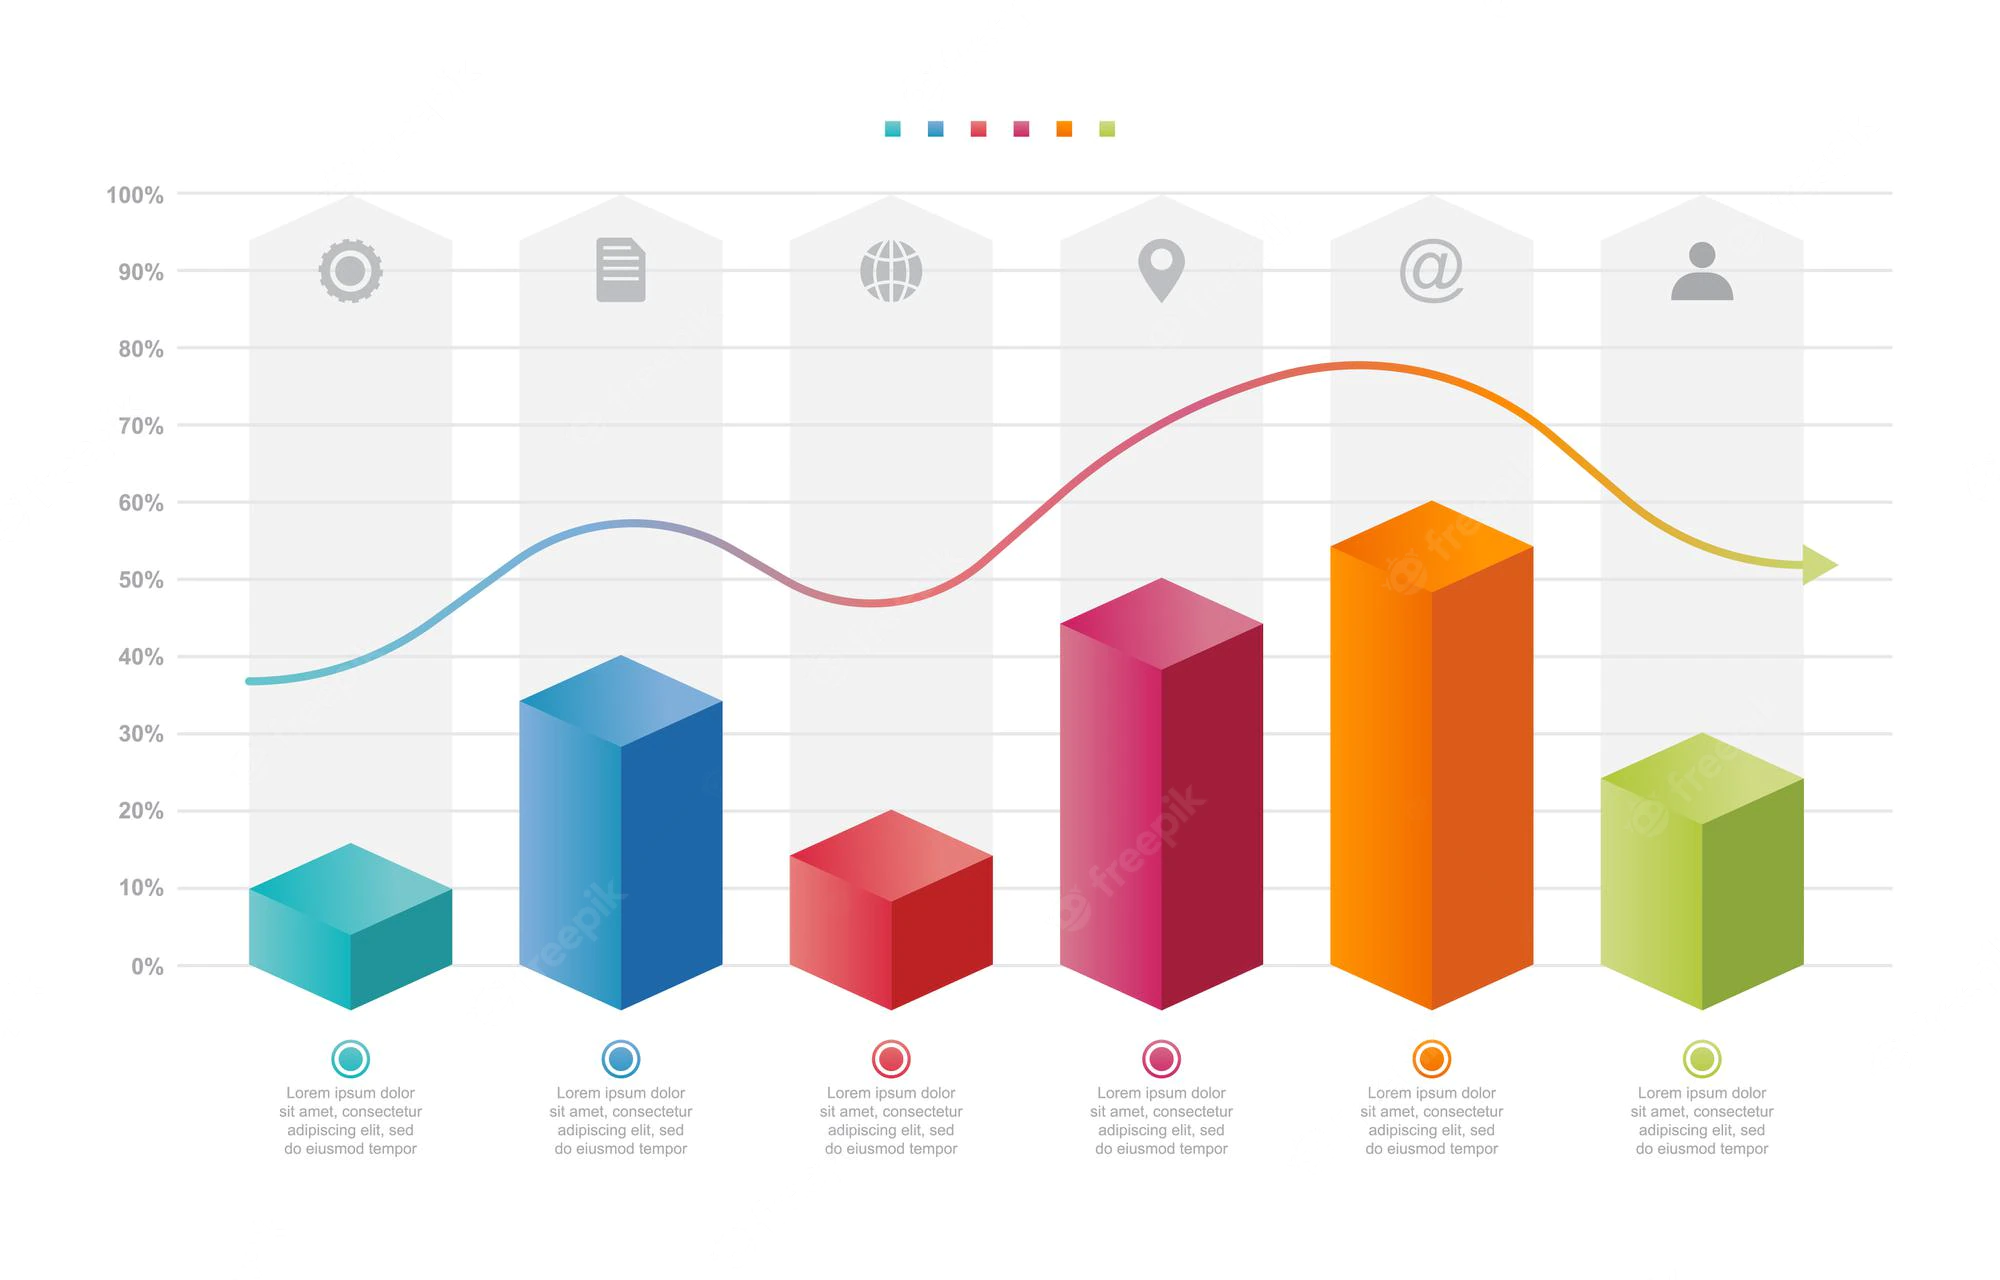 100%
90%
80%
70%
60%
50%
40%
30%
20%
10%
0%
@
freepik
freepik
freepik
freepik
Lorem ipsum dolor
sit amet, consectetur
adipiscing elit, sed
do eiusmod tempor
Lorem ipsum dolor
sit amet, consectetur
adipiscing elit, sed
do eiusmod tempor
Lorem ipsum dolor
sit amet, consectetur
adipiscing elit, sed
do eiusmod tempor
Lorem ipsum dolor
sit amet, consectetur
adipiscing elit, sed
do eiusmod tempor
Lorem ipsum dolor
sit amet, consectetur
adipiscing elit, sed
do eiusmod tempor
Lorem ipsum dolor
sit amet, consectetur
adipiscing elit, sed
do eiusmod tempor